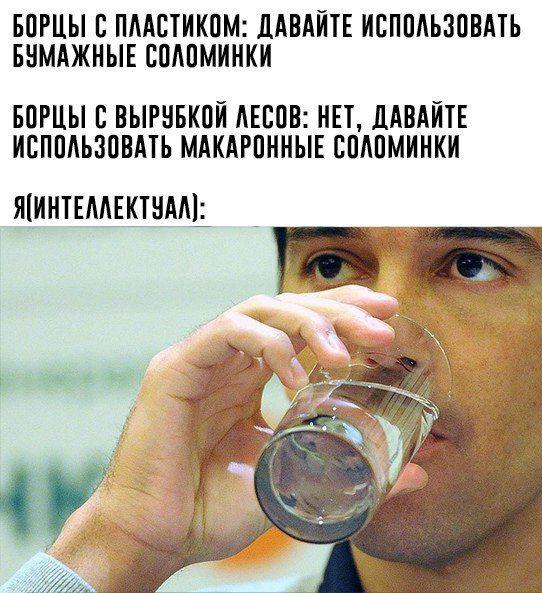 БОРЦЫ С ПЛАСТИКОМ: ДАВАЙТЕ ИСПОЛЬЗОВАТЬ
БУМАЖНЫЕ СОЛОМИНКИ
БОРЦЫ С ВЫРУБКОЙ ЛЕСОВ: НЕТ, ДАВАЙТЕ
ИСПОЛЬЗОВАТЬ МАКАРОННЫЕ СОЛОМИНКИ
Я(ИНТЕЛЛЕКТУАЛ):